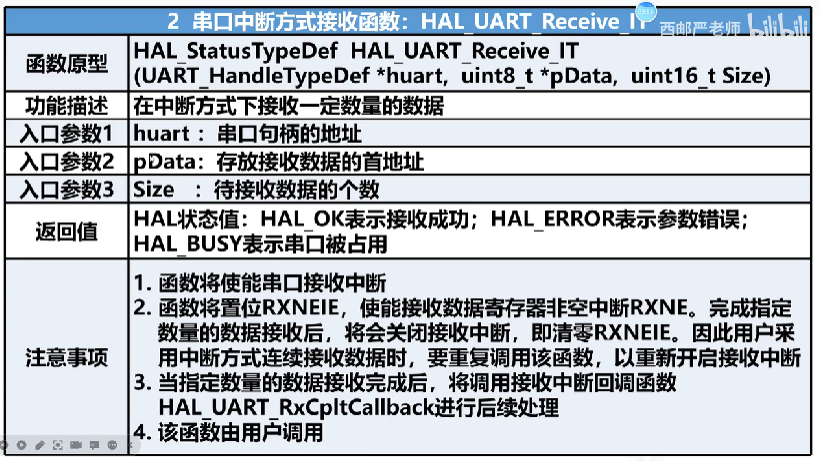 2 串口中断方式接收函数：HAL_UART_Receive_IT
西邮严老师 bilibili
函数原型
HAL_StatusTypeDef HAL_UART_Receive_IT
(UART_HandleTypeDef *huart, uint8_t *pData, uint16_t Size)
功能描述
在中断方式下接收一定数量的数据
入口参数1
huart ：串口句柄的地址
入口参数2
pData：存放接收数据的首地址
入口参数3
Size ：待接收数据的个数
返回值
HAL状态值：HAL_OK表示接收成功；HAL_ERROR表示参数错误；
HAL_BUSY表示串口被占用
注意事项
1. 函数将使能串口接收中断
2. 函数将置位RXNEIE，使能接收数据寄存器非空中断RXNE。完成指定
数量的数据接收后，将会关闭接收中断，即清零RXNEIE。因此用户采
用中断方式连续接收数据时，要重复调用该函数，以重新开启接收中断
3. 当指定数量的数据接收完成后，将调用接收中断回调函数
HAL_UART_RxCpltCallback进行后续处理
4. 该函数由用户调用